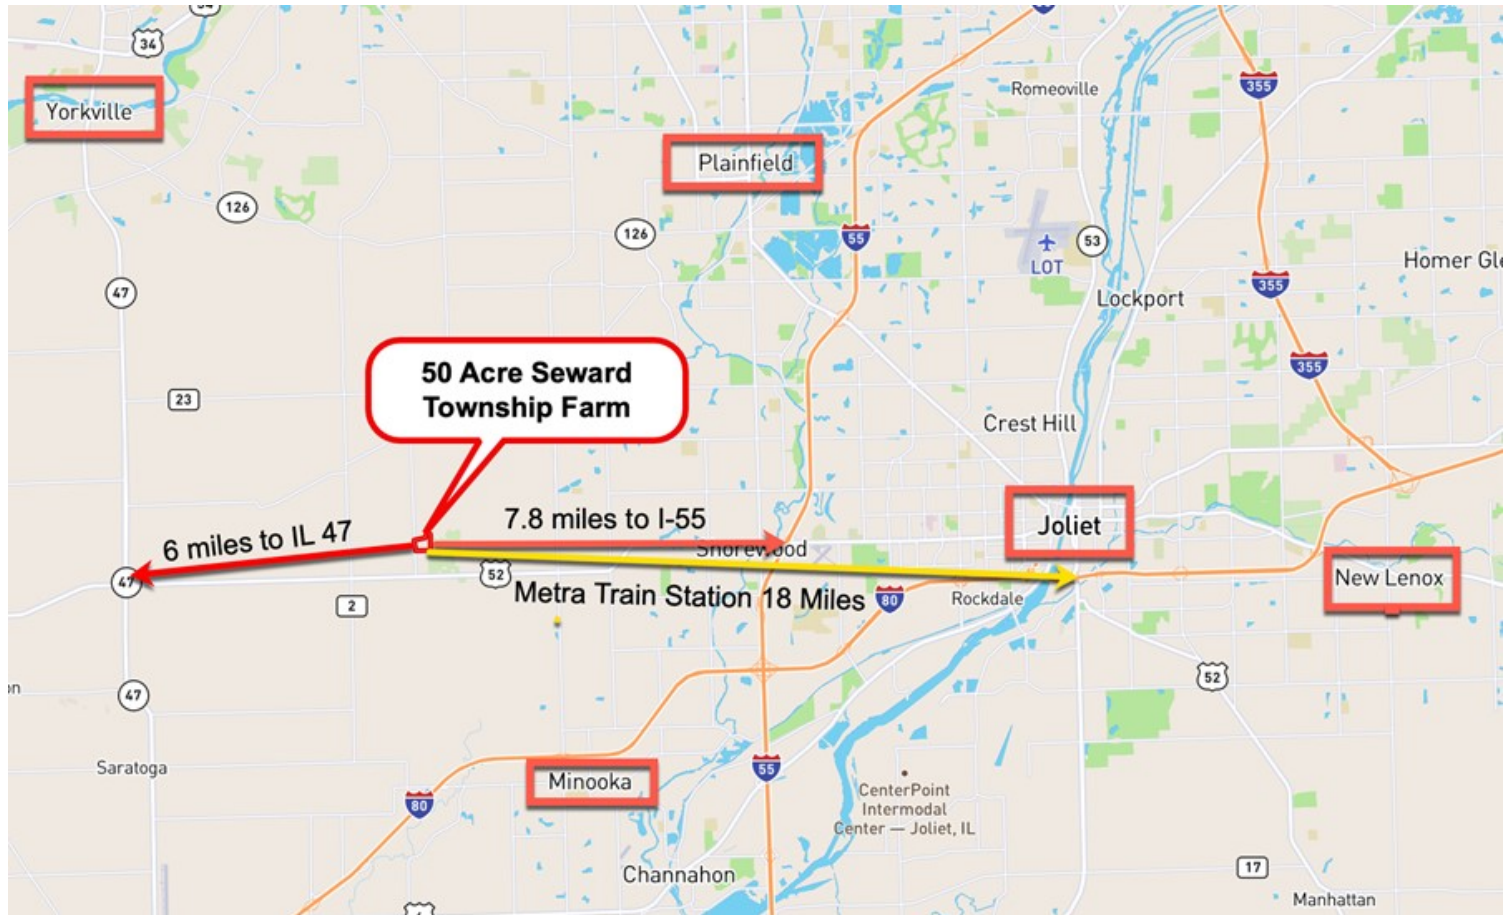 34
Yorkville
Romeoville
355
Plainfield
126
126
55
53
LOT
Homer Gle
47
355
Lockport
50 Acre Seward
Township Farm
355
23
Crest Hill
7.8 miles to I-55
Joliet
6 miles to IL 47
Shorewood
47
52
New Lenox
Metra Train Station 18 Miles
80
Rockdale
2
52
on
47
Saratoga
55
Minooka
80
CenterPoint
Intermodal
Center — Joliet, IL
Channahon
17
Manhattan